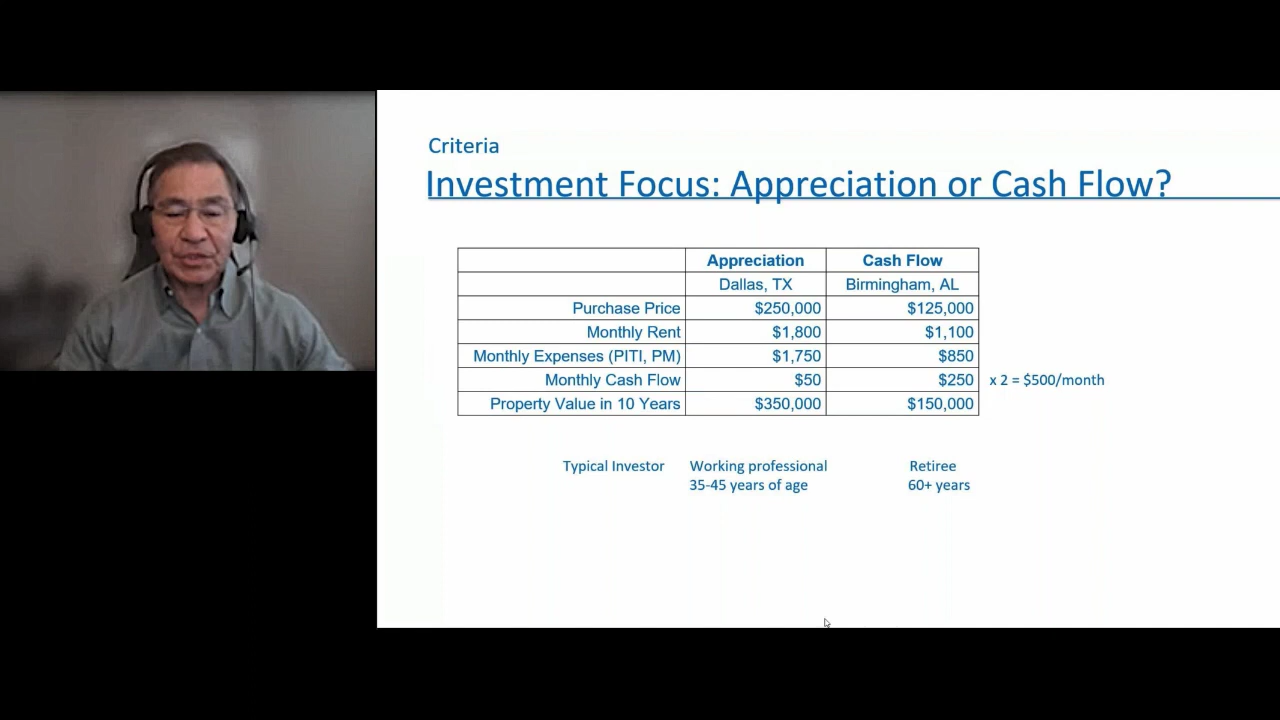 Criteria
Investment Focus: Appreciation or Cash Flow?
Appreciation Cash Flow
Dallas, TX Birmingham, AL
Purchase Price $250,000 $125,000
Monthly Rent $1,800 $1,100
Monthly Expenses (PITI, PM) $1,750 $850
Monthly Cash Flow $50 $250 x 2 = $500/month
Property Value in 10 Years $350,000 $150,000
Typical Investor Working professional Retiree
35-45 years of age 60+ years